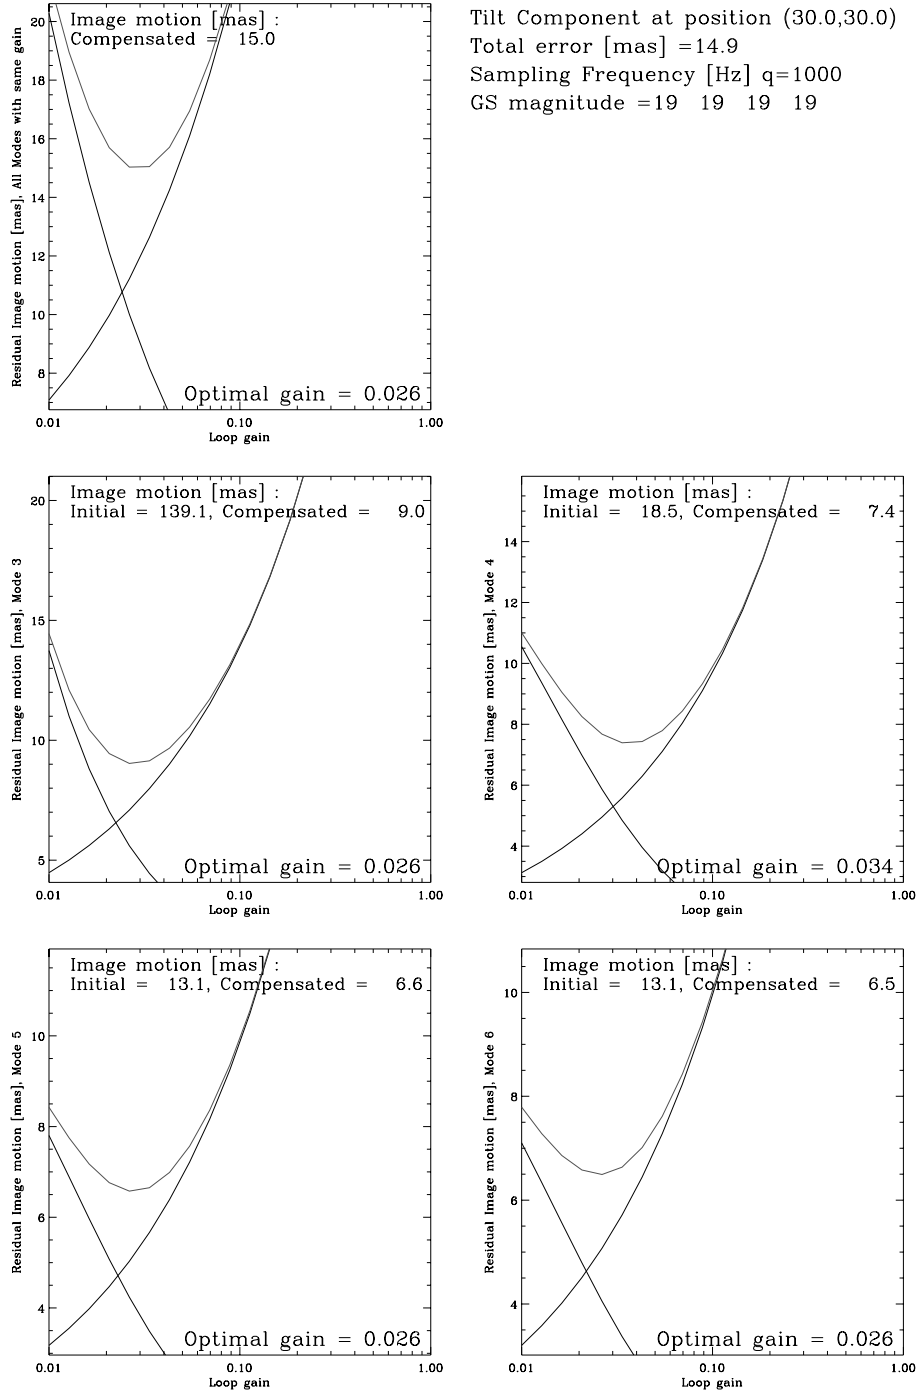 Image motion [mas] :
Compensated = 15.0
Residual Image motion [mas], All Modes with same gain
20
18
16
14
12
10
8
Optimal gain = 0.026
0.01 0.10 1.00
Loop gain
Tilt Component at position (30.0,30.0)
Total error [mas] =14.9
Sampling Frequency [Hz] q=1000
GS magnitude =19 19 19 19
Image motion [mas] :
Initial = 139.1, Compensated = 9.0
Residual Image motion [mas], Mode 3
20
15
10
5
Optimal gain = 0.026
0.01 0.10 1.00
Loop gain
Image motion [mas] :
Initial = 18.5, Compensated = 7.4
Residual Image motion [mas], Mode 4
14
12
10
8
6
4
Optimal gain = 0.034
0.01 0.10 1.00
Loop gain
Image motion [mas] :
Initial = 13.1, Compensated = 6.6
Residual Image motion [mas], Mode 5
10
8
6
4
Optimal gain = 0.026
0.01 0.10 1.00
Loop gain
Image motion [mas] :
Initial = 13.1, Compensated = 6.5
Residual Image motion [mas], Mode 6
10
8
6
4
Optimal gain = 0.026
0.01 0.10 1.00
Loop gain